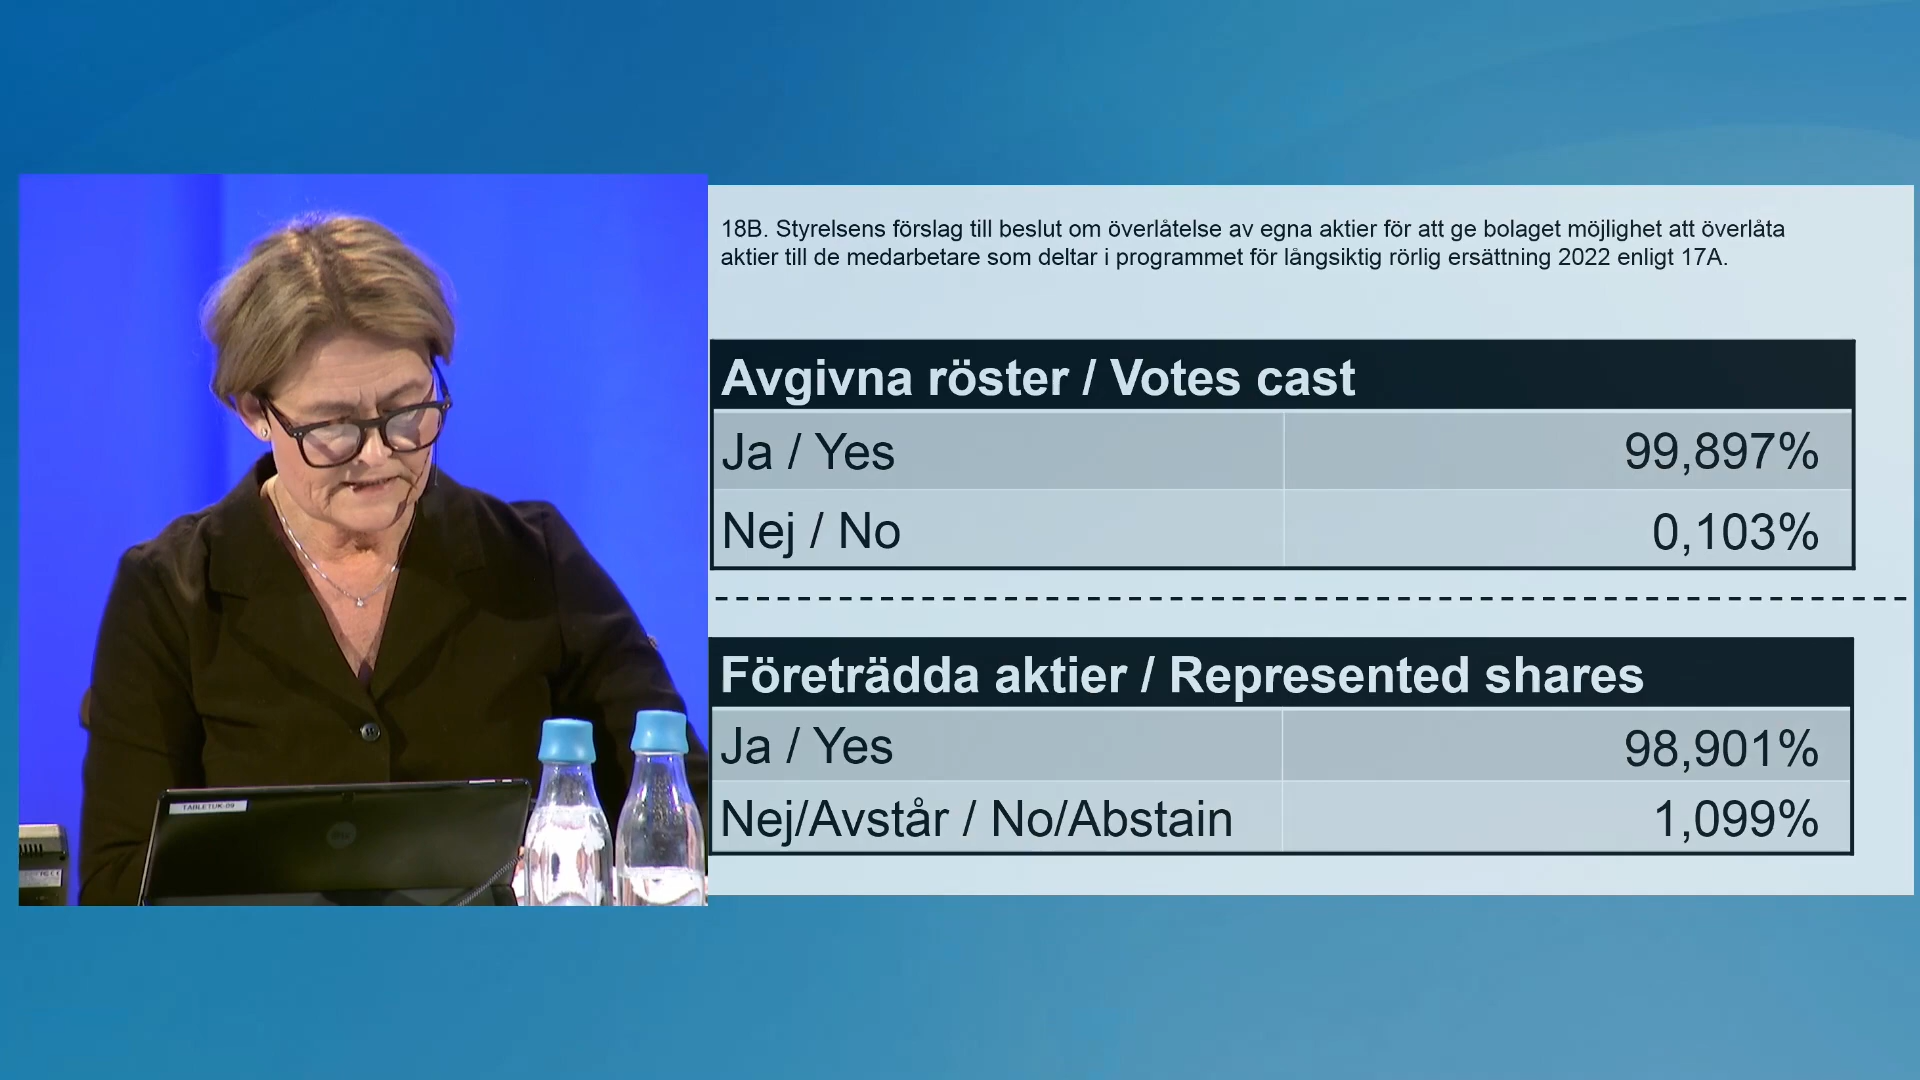 18B. Styrelsens förslag till beslut om överlåtelse av egna aktier för att ge bolaget möjlighet att överlåta
aktier till de medarbetare som deltar i programmet för långsiktig rörlig ersättning 2022 enligt 17A.
Avgivna röster / Votes cast
Ja / Yes 99,897%
Nej / No 0,103%
Företrädda aktier / Represented shares
Ja / Yes 98,901%
Nej/Avstår / No/Abstain 1,099%
TABLETUK-09